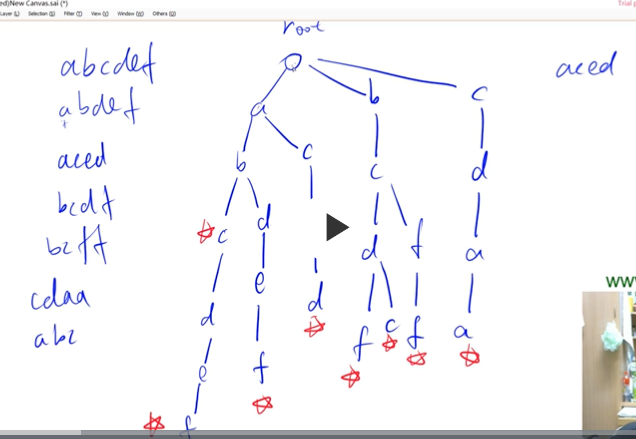 ed)New Canvas.sai (*)
Trial p
Layer (L) Selection (S) Filter (T) View (V) Window (W) Others (O)
root
abcdef
abdef
aced
bcdf
bcff
cdaa
abc
aced
a b c
b c c d
c d d f a
d e d f c f a
e f
f
WW